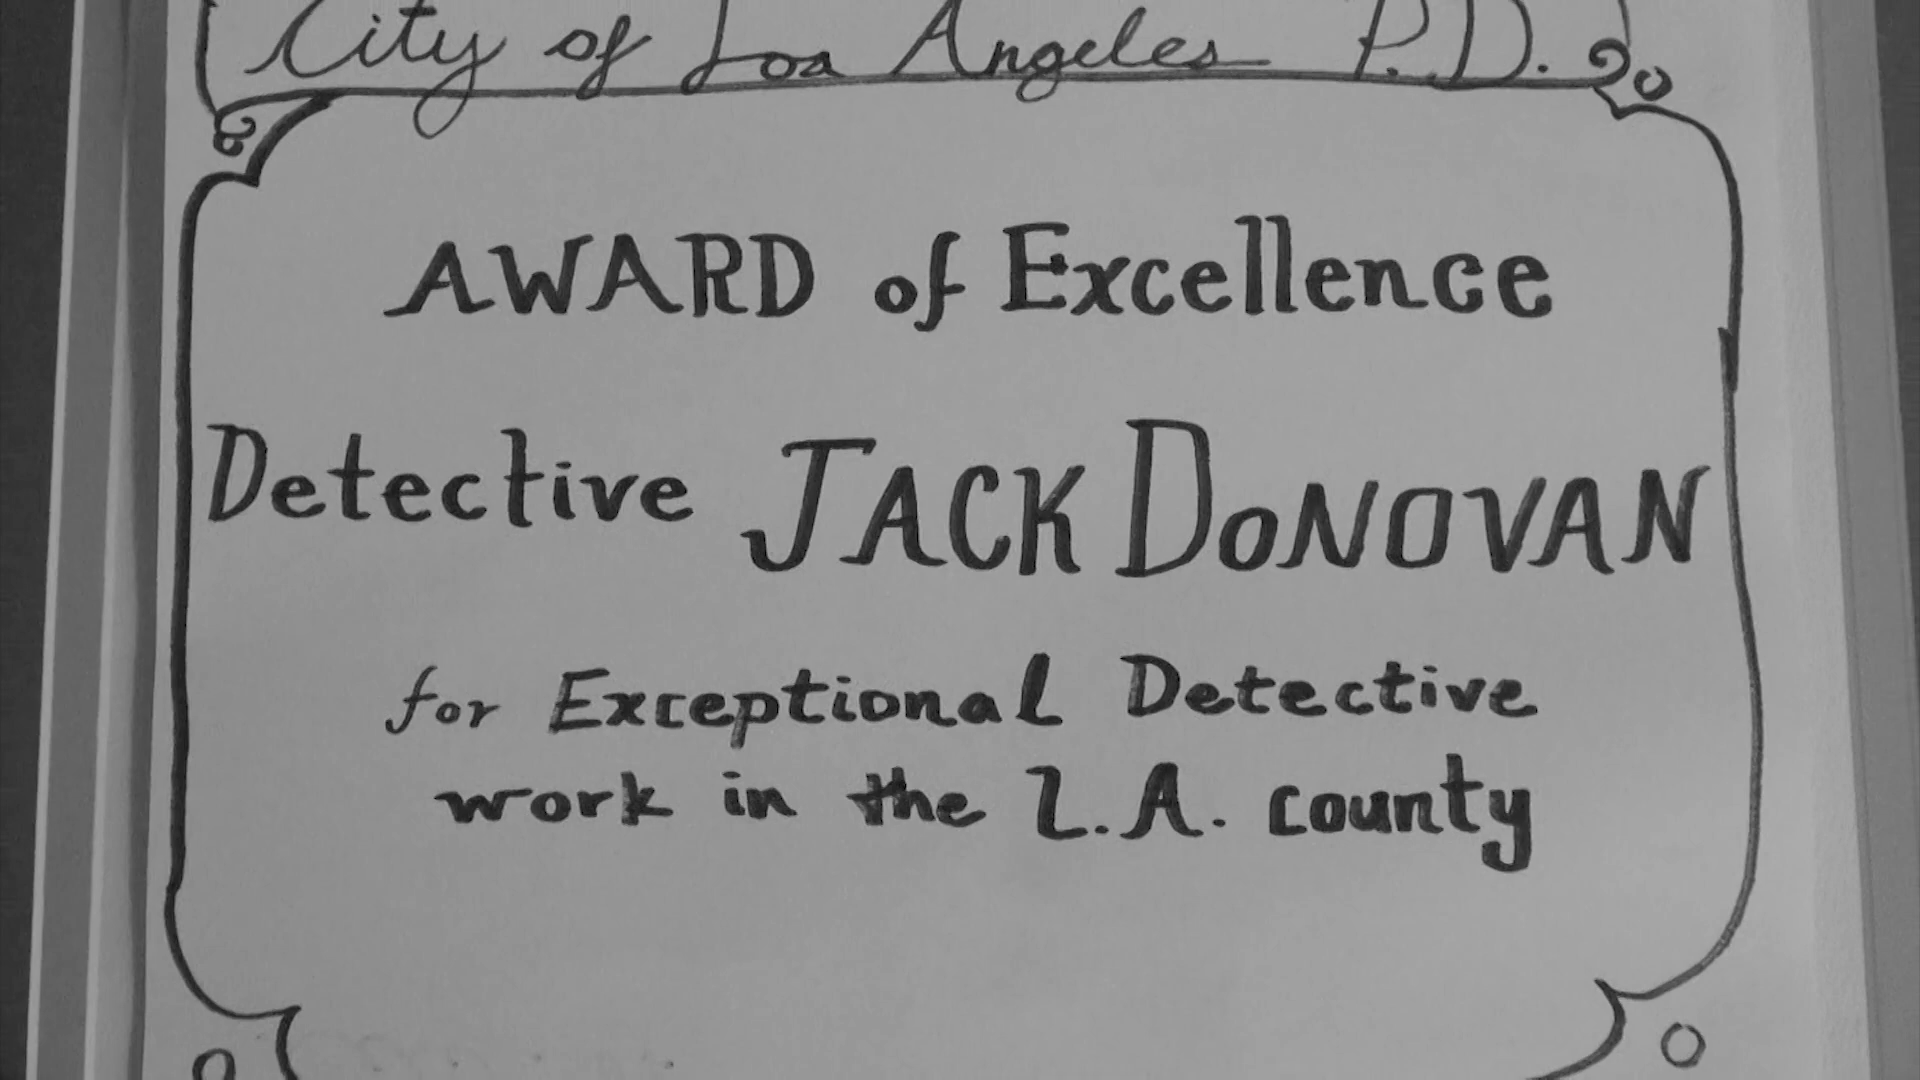 City of Los Angeles P.D.
AWARD of Excellence
Detective JACK DONOVAN
for Exceptional Detective
work in the L.A. county